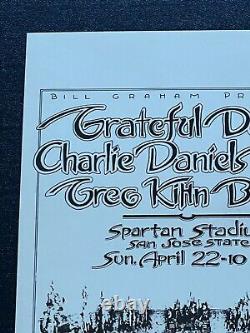 BILL GRAHAM PR
Grateful D
Charlie Daniels
Greg Kihn B
Spartan Stadiu
San Jose State
Sun. April 22-10